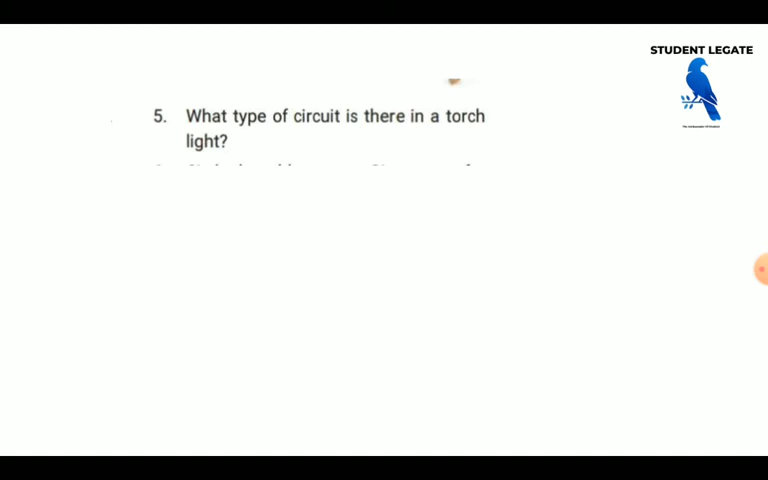 STUDENT LEGATE
5. What type of circuit is there in a torch
light?